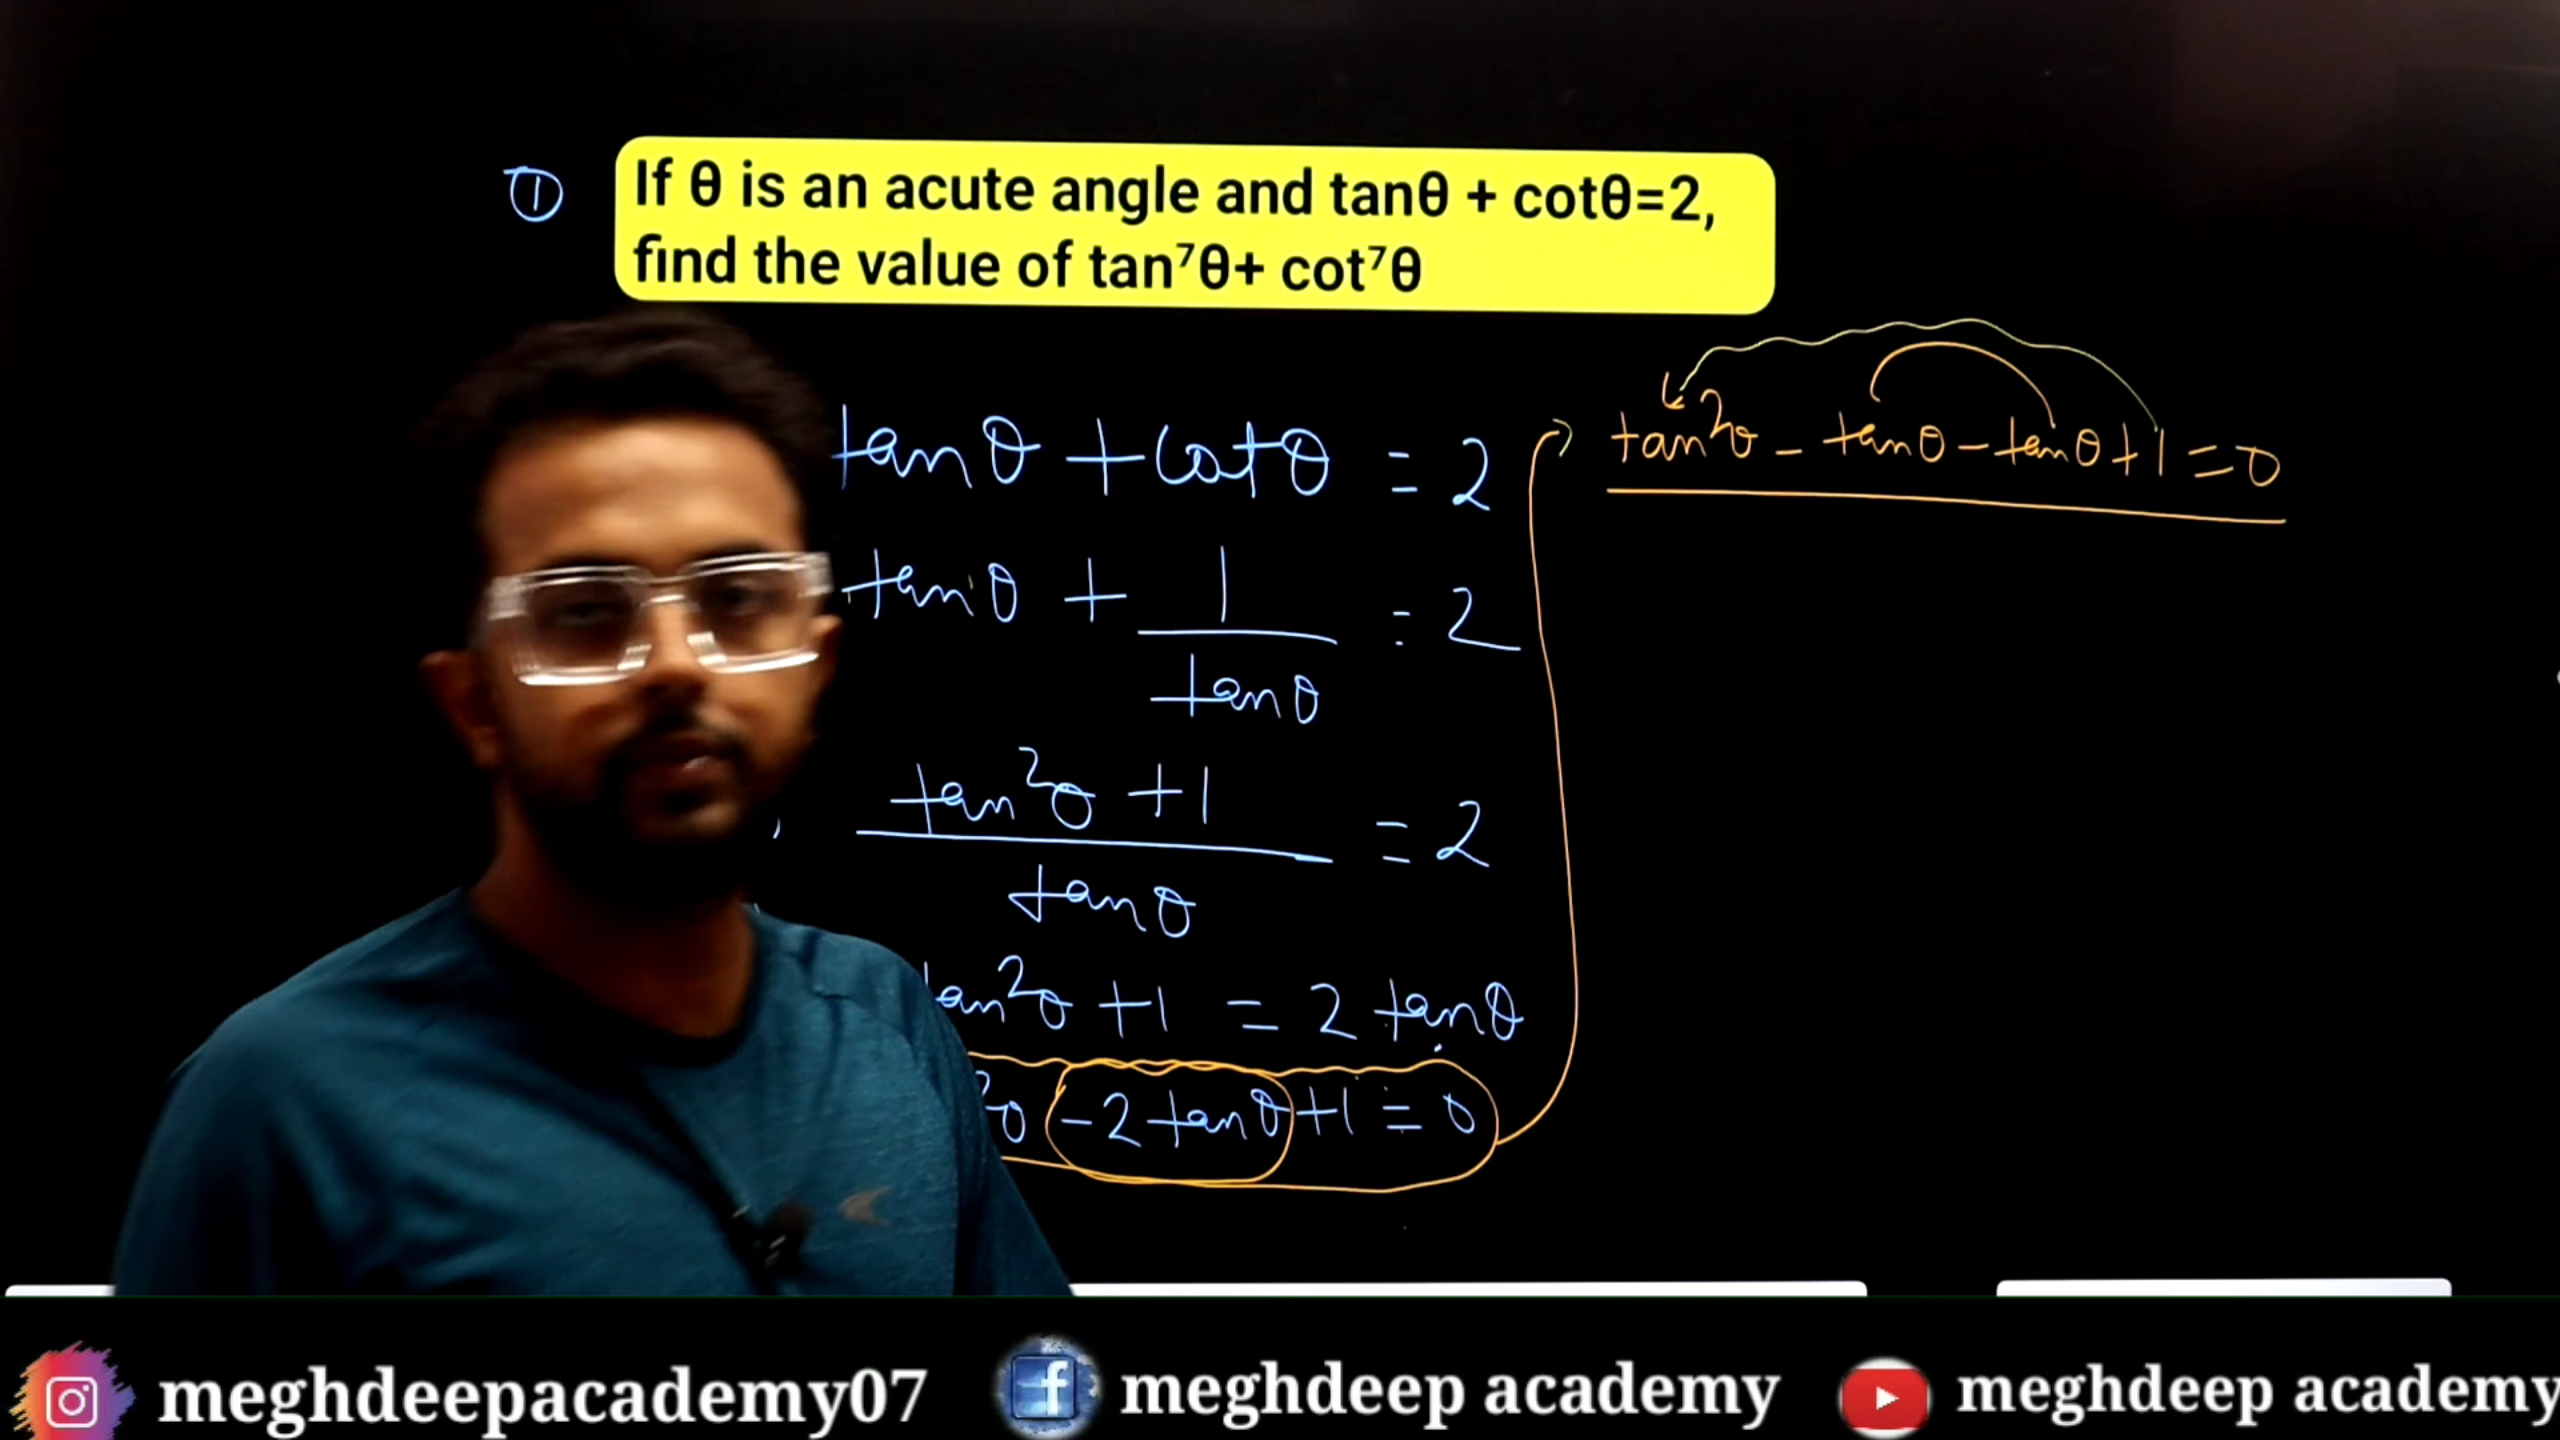 ① If θ is an acute angle and tanθ + cotθ=2,
find the value of tan⁷θ+ cot⁷θ
tanθ + cotθ = 2
tanθ + 1/tanθ = 2
tan²θ + 1 / tanθ = 2
tan²θ + 1 = 2 tanθ
²θ - 2 tanθ + 1 = 0
tan²θ - tanθ - tanθ + 1 = 0
meghdeepacademy07
meghdeep academy
meghdeep academy